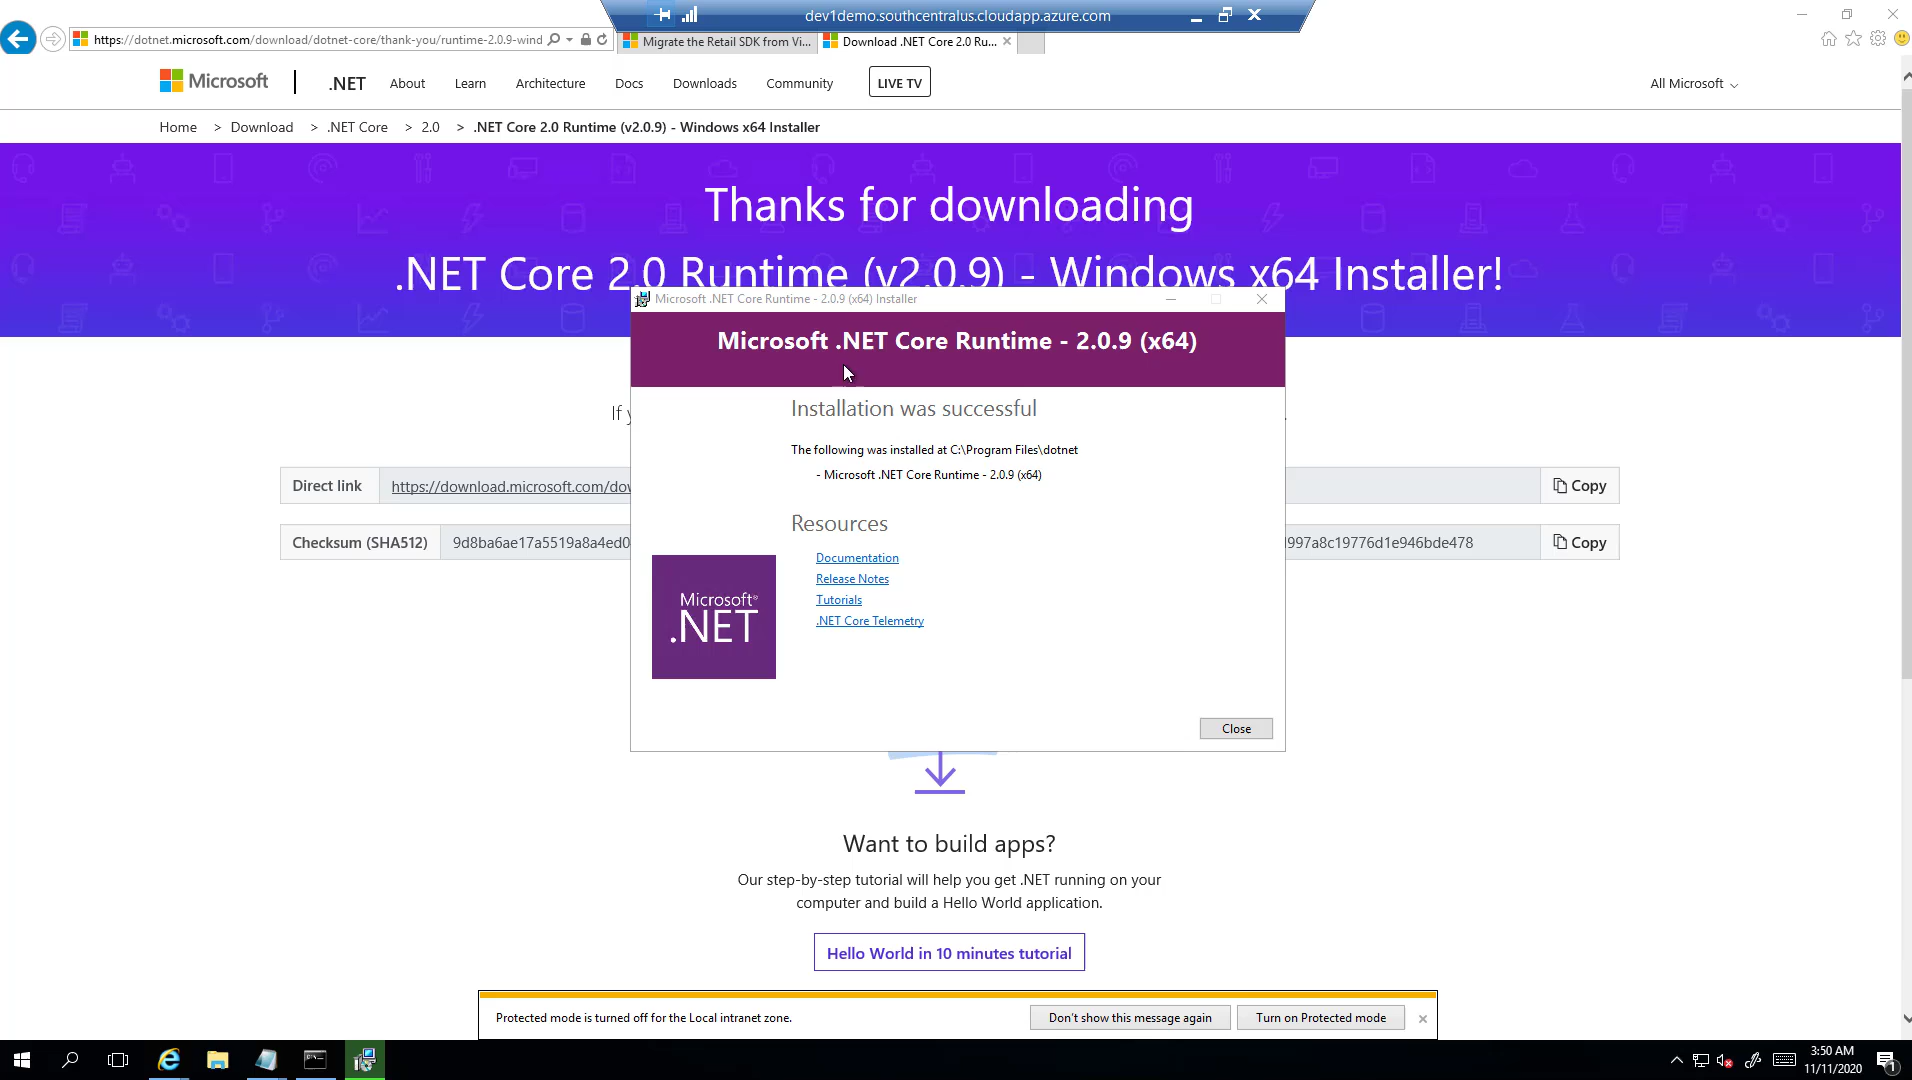 dev1demo.southcentralus.cloudapp.azure.com
https://dotnet.microsoft.com/download/dotnet-core/thank-you/runtime-2.0.9-wind
Migrate the Retail SDK from Vi...
Download .NET Core 2.0 Ru...
Microsoft
.NET
About
Learn
Architecture
Docs
Downloads
Community
LIVE TV
All Microsoft
Home > Download > .NET Core > 2.0 > .NET Core 2.0 Runtime (v2.0.9) - Windows x64 Installer
Thanks for downloading
.NET Core 2.0 Runtime (v2.0.9) - Windows x64 Installer!
Microsoft .NET Core Runtime - 2.0.9 (x64) Installer
Microsoft .NET Core Runtime - 2.0.9 (x64)
If
Installation was successful
The following was installed at C:\Program Files\dotnet
- Microsoft .NET Core Runtime - 2.0.9 (x64)
Direct link
https://download.microsoft.com/do
Copy
Resources
Checksum (SHA512)
9d8ba6ae17a5519a8a4ed0
997a8c19776d1e946bde478
Copy
Documentation
Release Notes
Tutorials
.NET Core Telemetry
Microsoft®
.NET
Close
Want to build apps?
Our step-by-step tutorial will help you get .NET running on your
computer and build a Hello World application.
Hello World in 10 minutes tutorial
Protected mode is turned off for the Local intranet zone.
Don't show this message again
Turn on Protected mode
3:50 AM
11/11/2020
1